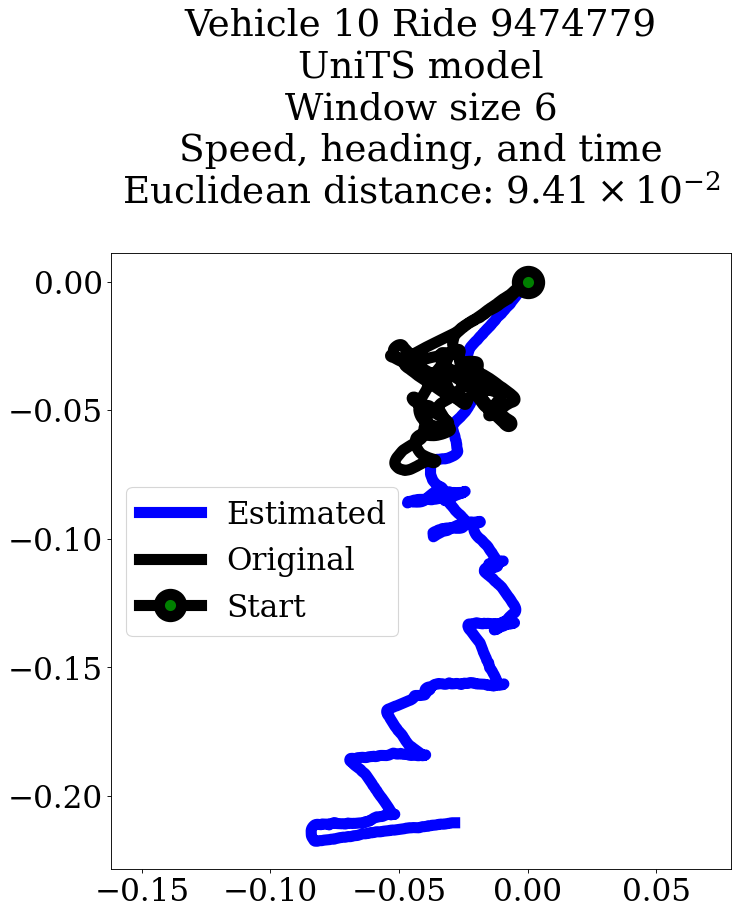 Vehicle 10 Ride 9474779
UniTS model
Window size 6
Speed, heading, and time
Euclidean distance: 9.41 × 10⁻²
0.00
−0.05
−0.10
−0.15
−0.20
Estimated
Original
Start
−0.15 −0.10 −0.05 0.00 0.05